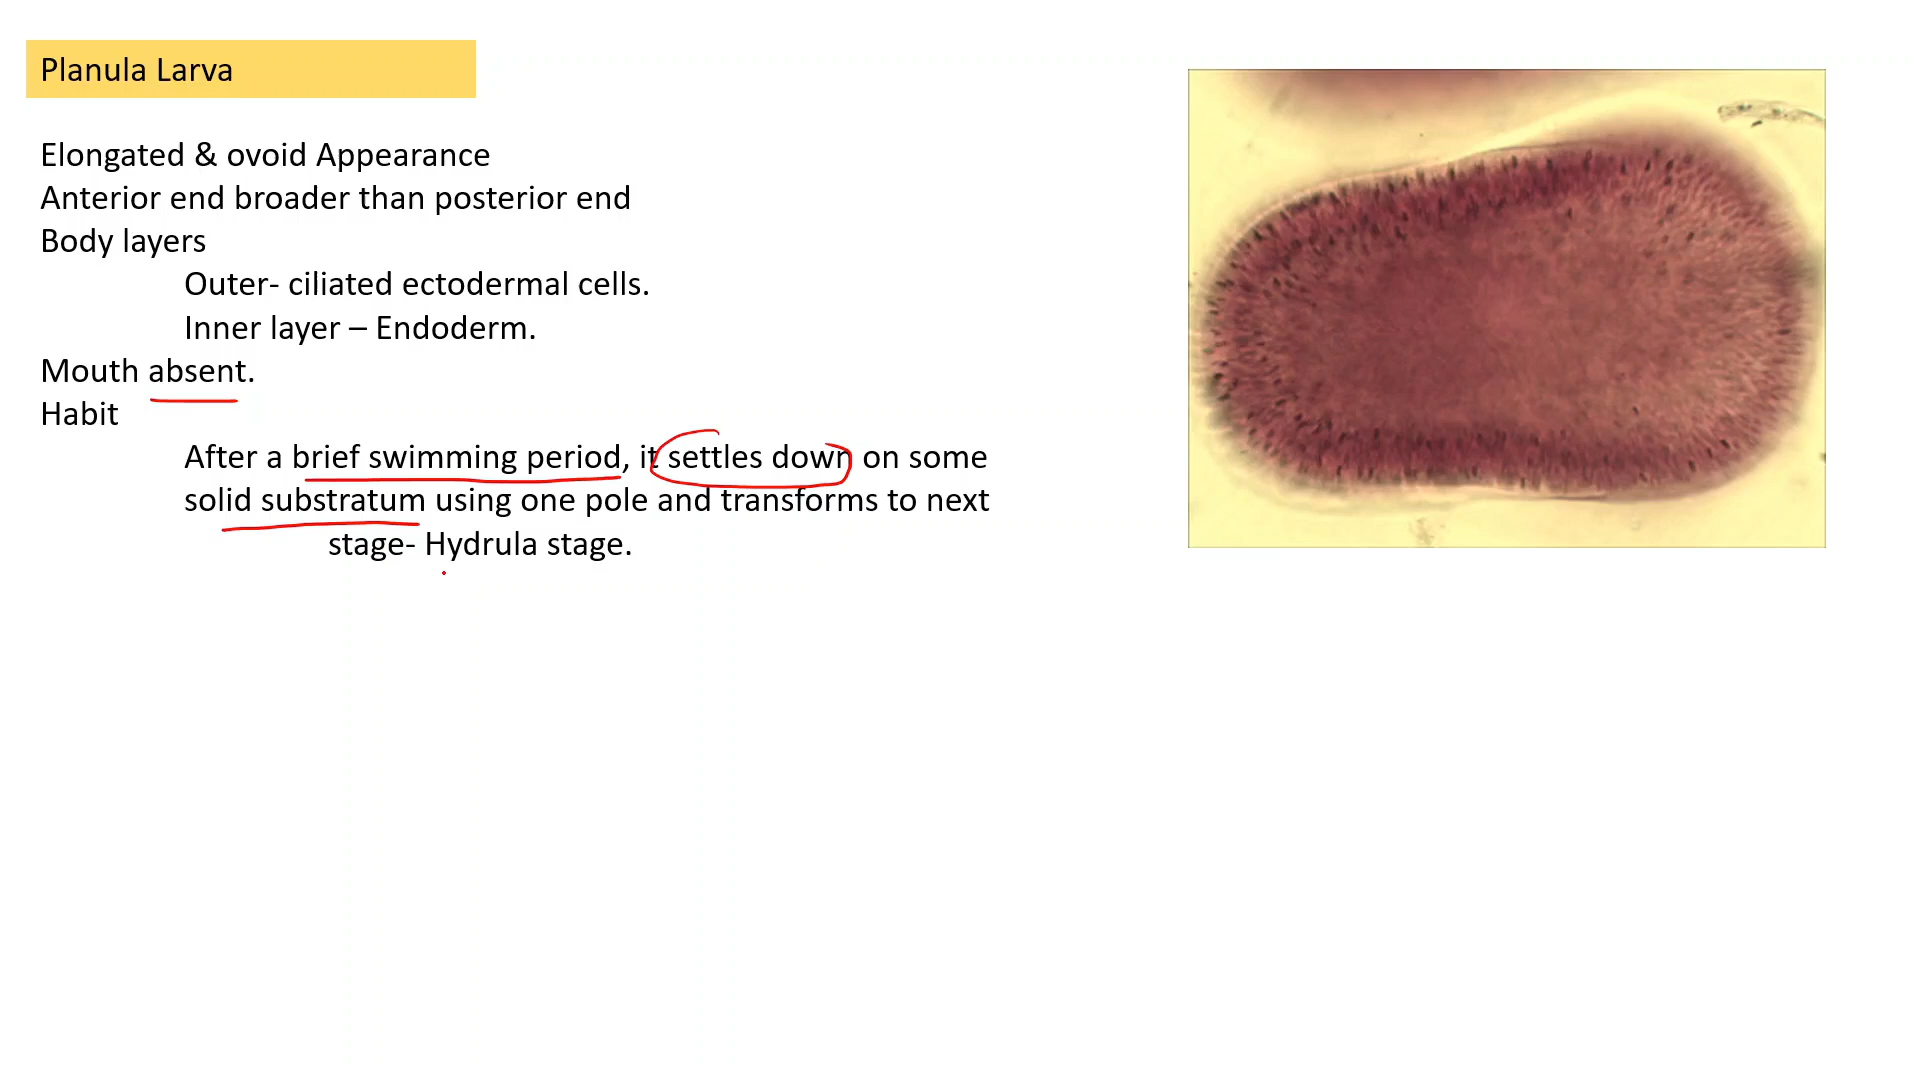 Planula Larva
Elongated & ovoid Appearance
Anterior end broader than posterior end
Body layers
Outer- ciliated ectodermal cells.
Inner layer – Endoderm.
Mouth absent.
Habit
After a brief swimming period, it settles down on some
solid substratum using one pole and transforms to next
stage- Hydrula stage.